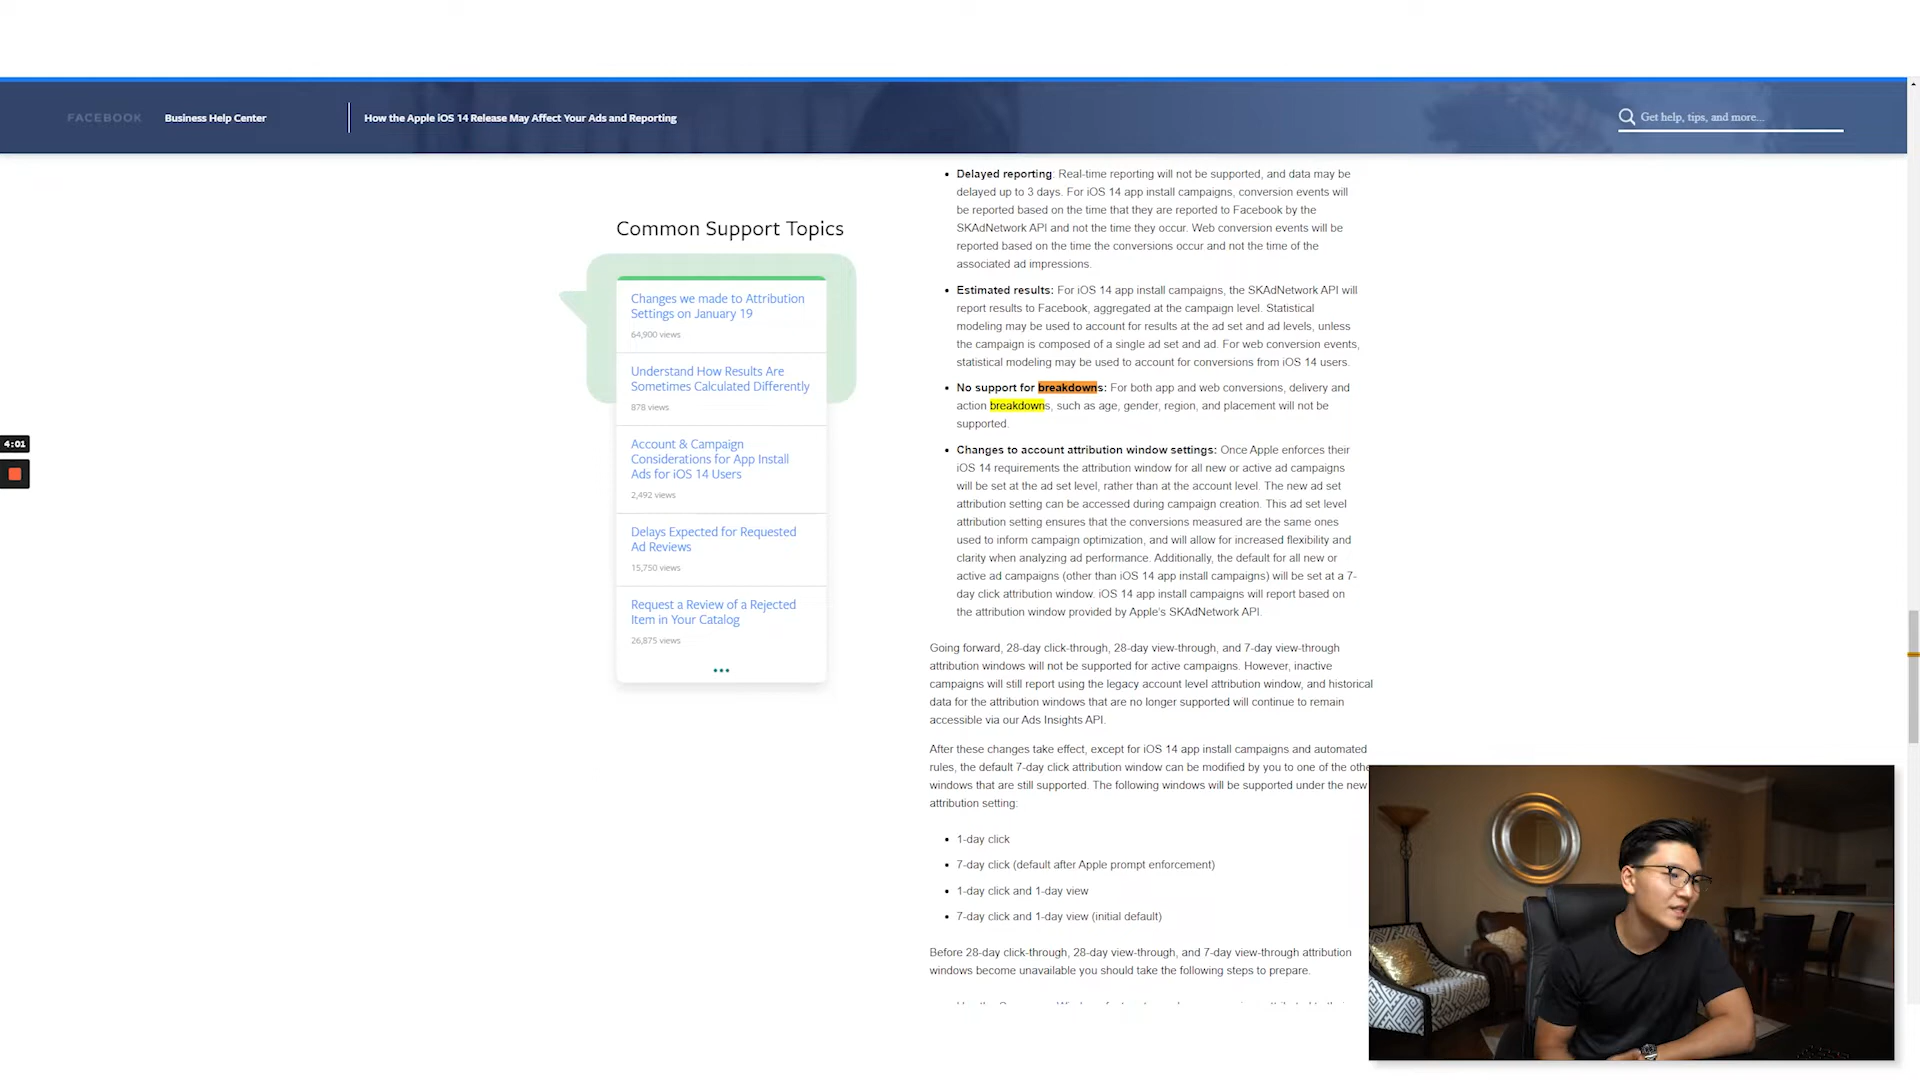 FACEBOOK
Business Help Center
How the Apple iOS 14 Release May Affect Your Ads and Reporting
Get help, tips, and more...
4:01
Common Support Topics
Changes we made to Attribution
Settings on January 19
64,900 views
Understand How Results Are
Sometimes Calculated Differently
878 views
Account & Campaign
Considerations for App Install
Ads for iOS 14 Users
2,492 views
Delays Expected for Requested
Ad Reviews
15,750 views
Request a Review of a Rejected
Item in Your Catalog
26,875 views
• Delayed reporting: Real-time reporting will not be supported, and data may be
delayed up to 3 days. For iOS 14 app install campaigns, conversion events will
be reported based on the time that they are reported to Facebook by the
SKAdNetwork API and not the time they occur. Web conversion events will be
reported based on the time the conversions occur and not the time of the
associated ad impressions.
• Estimated results: For iOS 14 app install campaigns, the SKAdNetwork API will
report results to Facebook, aggregated at the campaign level. Statistical
modeling may be used to account for results at the ad set and ad levels, unless
the campaign is composed of a single ad set and ad. For web conversion events,
statistical modeling may be used to account for conversions from iOS 14 users.
• No support for breakdowns: For both app and web conversions, delivery and
action breakdowns, such as age, gender, region, and placement will not be
supported.
• Changes to account attribution window settings: Once Apple enforces their
iOS 14 requirements the attribution window for all new or active ad campaigns
will be set at the ad set level, rather than at the account level. The new ad set
attribution setting can be accessed during campaign creation. This ad set level
attribution setting ensures that the conversions measured are the same ones
used to inform campaign optimization, and will allow for increased flexibility and
clarity when analyzing ad performance. Additionally, the default for all new or
active ad campaigns (other than iOS 14 app install campaigns) will be set at a 7-
day click attribution window. iOS 14 app install campaigns will report based on
the attribution window provided by Apple's SKAdNetwork API.
Going forward, 28-day click-through, 28-day view-through, and 7-day view-through
attribution windows will not be supported for active campaigns. However, inactive
campaigns will still report using the legacy account level attribution window, and historical
data for the attribution windows that are no longer supported will continue to remain
accessible via our Ads Insights API.
After these changes take effect, except for iOS 14 app install campaigns and automated
rules, the default 7-day click attribution window can be modified by you to one of the othe
windows that are still supported. The following windows will be supported under the new
attribution setting:
• 1-day click
• 7-day click (default after Apple prompt enforcement)
• 1-day click and 1-day view
• 7-day click and 1-day view (initial default)
Before 28-day click-through, 28-day view-through, and 7-day view-through attribution
windows become unavailable you should take the following steps to prepare.